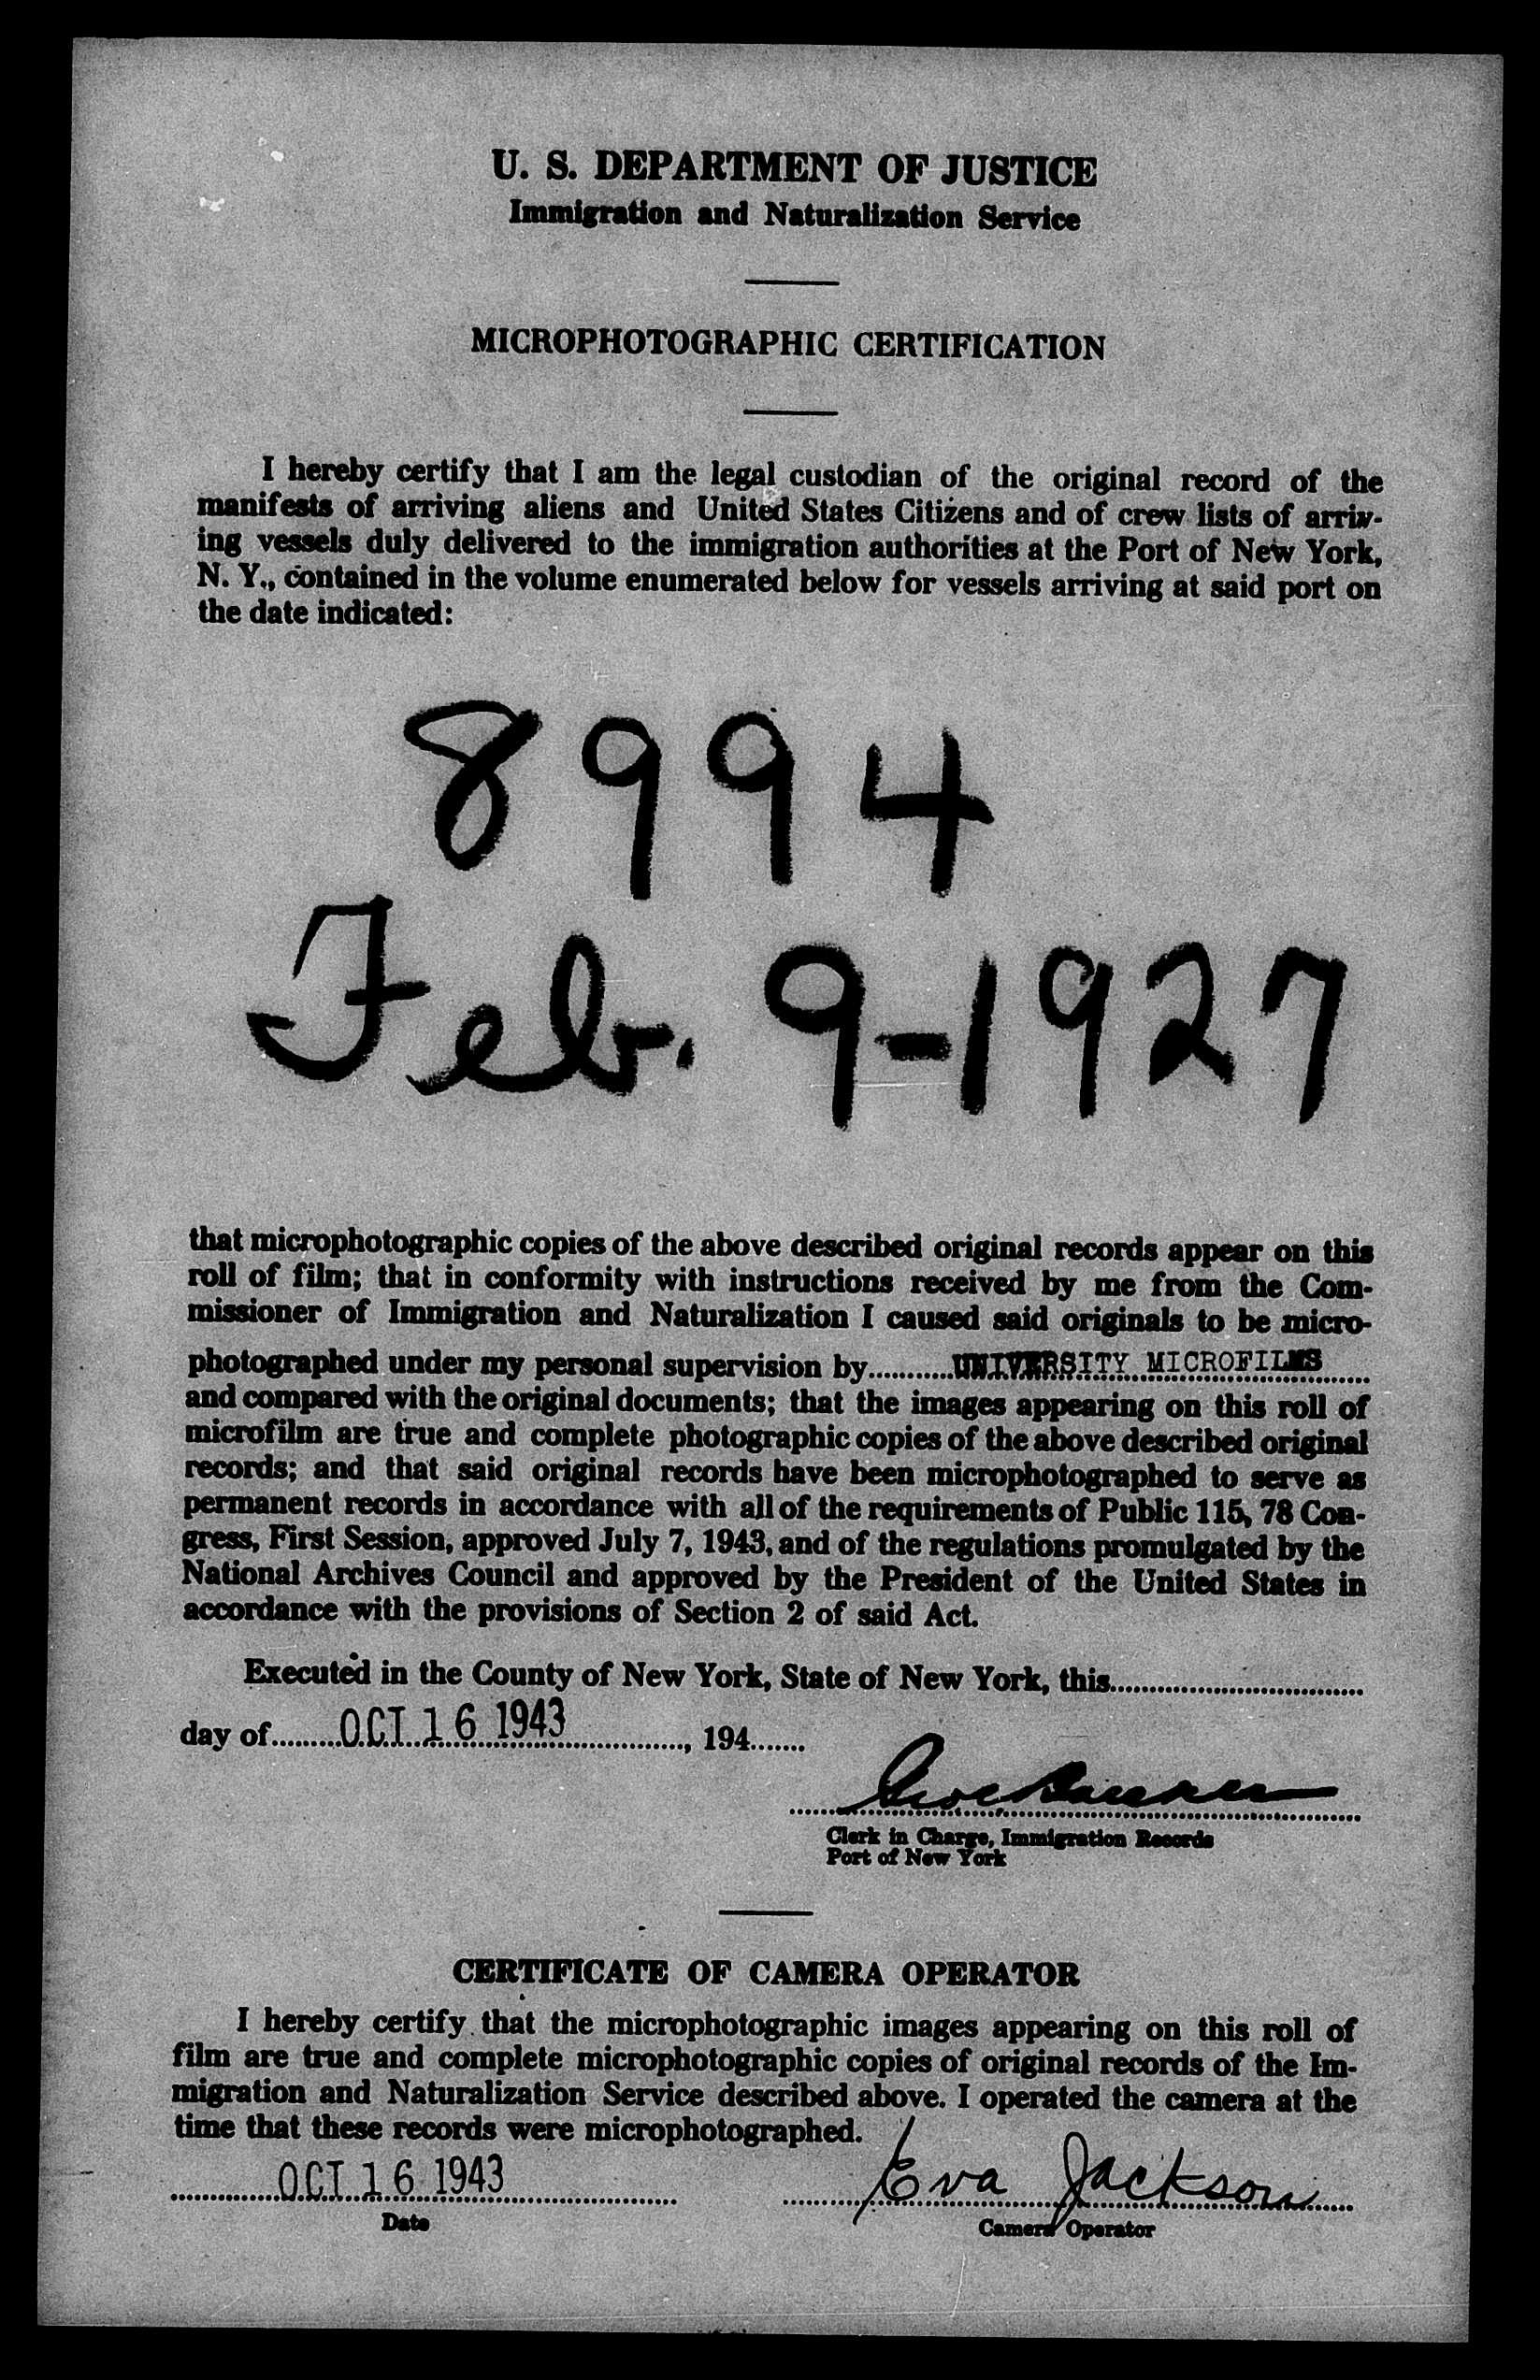 U. S. DEPARTMENT OF JUSTICE
Immigration and Naturalization Service
MICROPHOTOGRAPHIC CERTIFICATION
I hereby certify that I am the legal custodian of the original record of the
manifests of arriving aliens and United States Citizens and of crew lists of arriv-
ing vessels duly delivered to the immigration authorities at the Port of New York,
N. Y., contained in the volume enumerated below for vessels arriving at said port on
the date indicated:
8994
Feb. 9-1927
that microphotographic copies of the above described original records appear on this
roll of film; that in conformity with instructions received by me from the Com-
missioner of Immigration and Naturalization I caused said originals to be micro-
photographed under my personal supervision by...........UNIVERSITY MICROFILMS
and compared with the original documents; that the images appearing on this roll of
microfilm are true and complete photographic copies of the above described original
records; and that said original records have been microphotographed to serve as
permanent records in accordance with all of the requirements of Public 115, 78 Con-
gress, First Session, approved July 7, 1943, and of the regulations promulgated by the
National Archives Council and approved by the President of the United States in
accordance with the provisions of Section 2 of said Act.
Executed in the County of New York, State of New York, this................................
day of.........OCT 16 1943..............., 194.......
Clerk in Charge, Immigration Records
Port of New York
CERTIFICATE OF CAMERA OPERATOR
I hereby certify that the microphotographic images appearing on this roll of
film are true and complete microphotographic copies of original records of the Im-
migration and Naturalization Service described above. I operated the camera at the
time that these records were microphotographed.
OCT 16 1943 Eva Jackson
Date Camera Operator